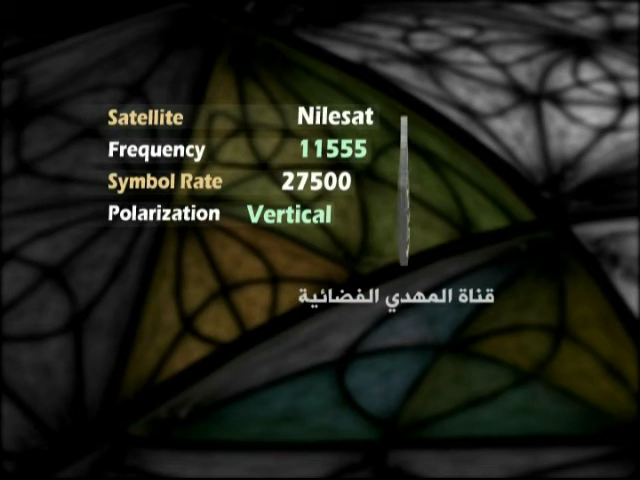 Satellite Nilesat
Frequency 11555
Symbol Rate 27500
Polarization Vertical
قناة المهدي الفضائية